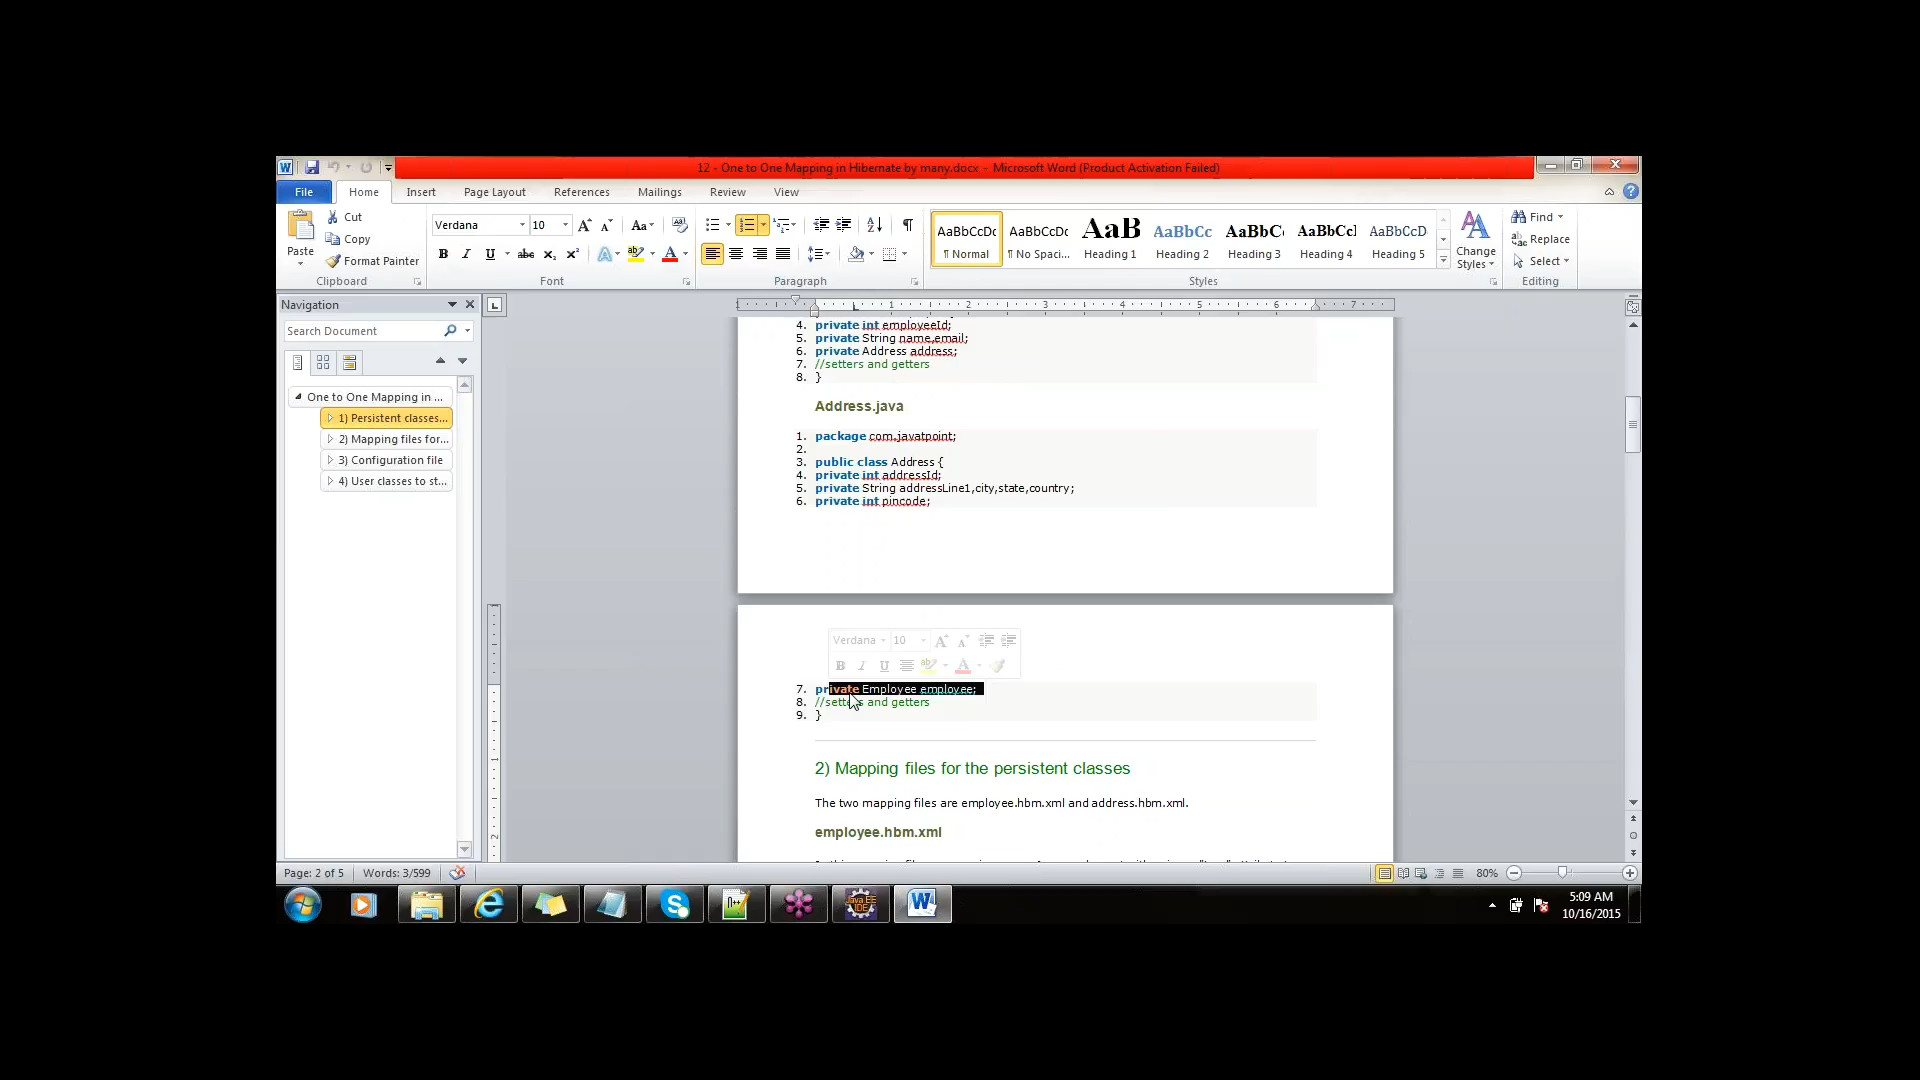 12 - One to One Mapping in Hibernate by many.docx - Microsoft Word (Product Activation Failed)
File Home Insert Page Layout References Mailings Review View
Paste
Cut
Copy
Format Painter
Clipboard
Verdana 10
Font
Paragraph
AaBbCcDc AaBbCcDc AaB AaBbCc AaBbC AaBbCcI AaBbCcD
¶ Normal ¶ No Spaci... Heading 1 Heading 2 Heading 3 Heading 4 Heading 5
Change Styles
Styles
Find
Replace
Select
Editing
Navigation
Search Document
One to One Mapping in ...
1) Persistent classes...
2) Mapping files for...
3) Configuration file
4) User classes to st...
4. private int employeeId;
5. private String name,email;
6. private Address address;
7. //setters and getters
8. }
Address.java
1. package com.javatpoint;
2.
3. public class Address {
4. private int addressId;
5. private String addressLine1,city,state,country;
6. private int pincode;
Verdana 10
7. private Employee employee;
8. //setters and getters
9. }
2) Mapping files for the persistent classes
The two mapping files are employee.hbm.xml and address.hbm.xml.
employee.hbm.xml
Page: 2 of 5 Words: 3/599 80%
5:09 AM
10/16/2015